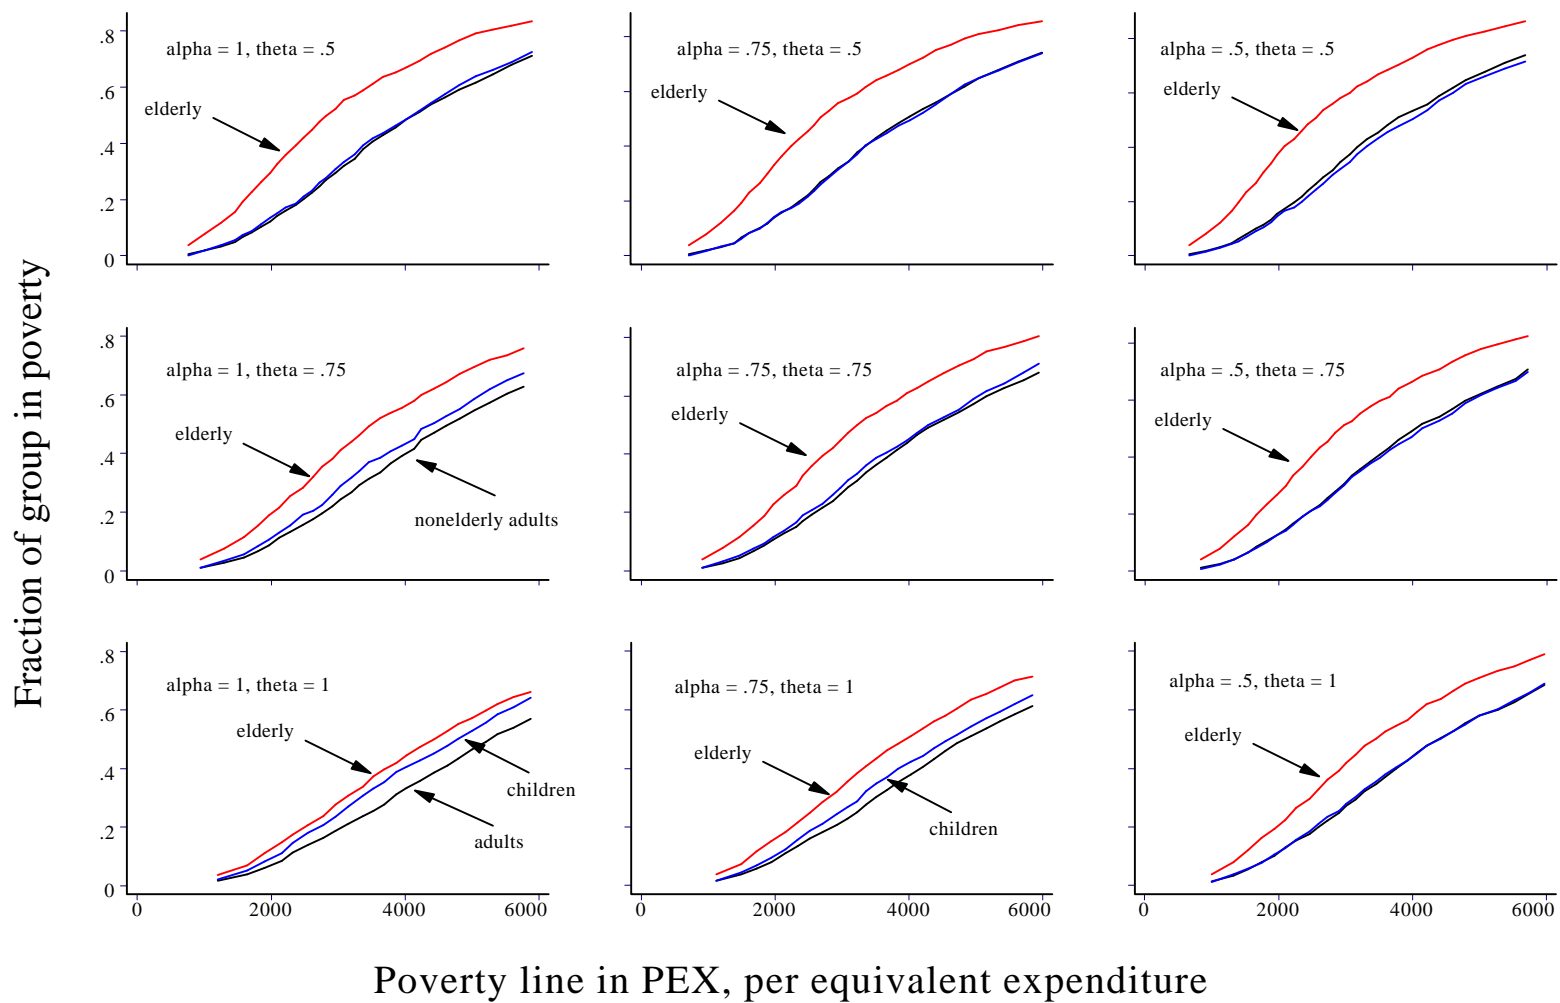 Fraction of group in poverty
.8
.6
.4
.2
0
alpha = 1, theta = .5
elderly
alpha = .75, theta = .5
elderly
alpha = .5, theta = .5
elderly
.8
.6
.4
.2
0
alpha = 1, theta = .75
elderly
nonelderly adults
alpha = .75, theta = .75
elderly
alpha = .5, theta = .75
elderly
.8
.6
.4
.2
0
alpha = 1, theta = 1
elderly
children
adults
0 2000 4000 6000
alpha = .75, theta = 1
elderly
children
0 2000 4000 6000
alpha = .5, theta = 1
elderly
0 2000 4000 6000
Poverty line in PEX, per equivalent expenditure